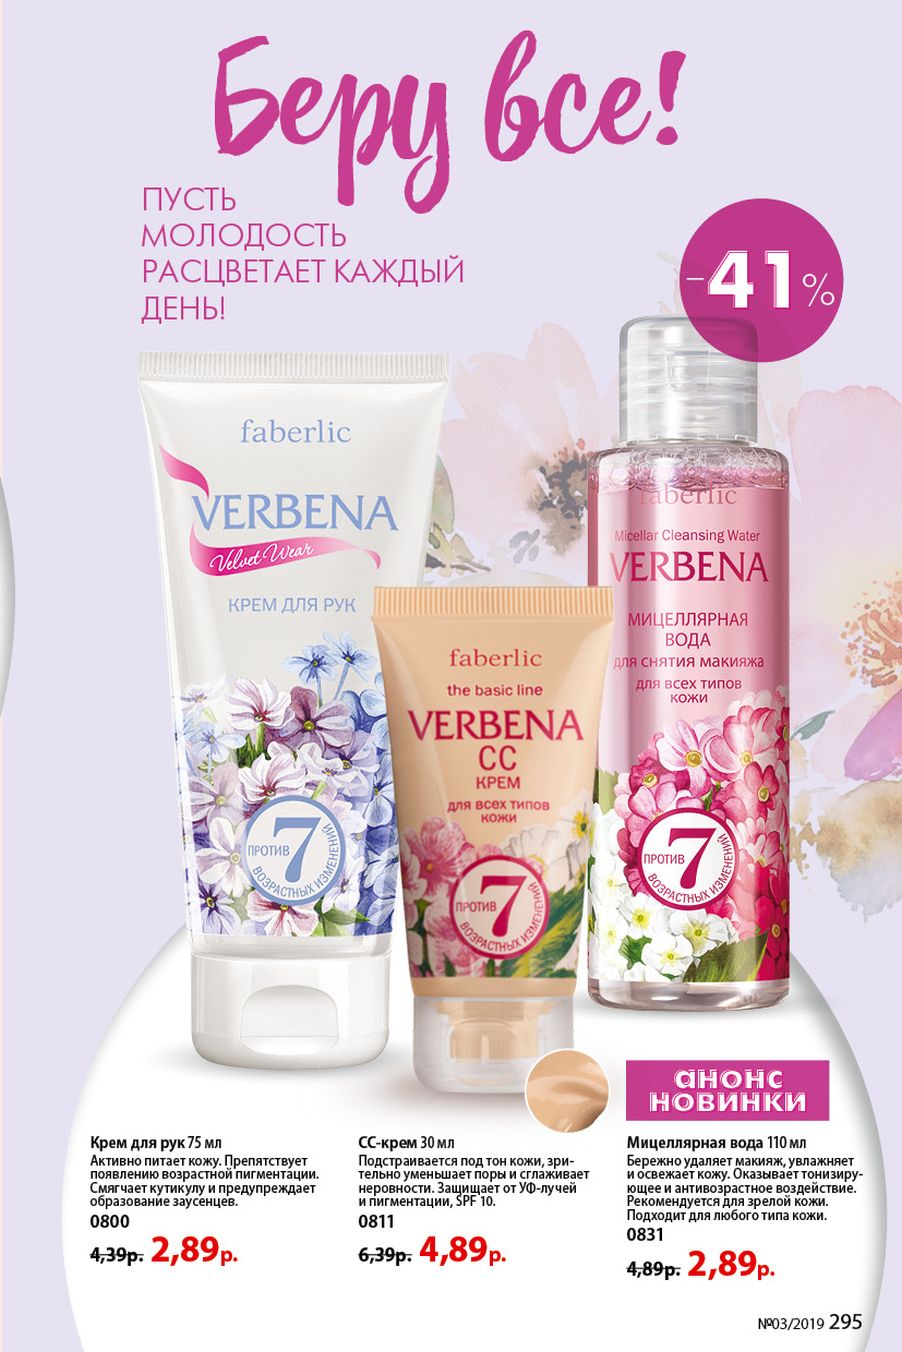 Беру все!
ПУСТЬ
МОЛОДОСТЬ
РАСЦВЕТАЕТ КАЖДЫЙ
ДЕНЬ!
-41%
faberlic
VERBENA
Velvet Wear
КРЕМ ДЛЯ РУК
ПРОТИВ 7 ВОЗРАСТНЫХ ИЗМЕНЕНИЙ
faberlic
the basic line
VERBENA
CC
КРЕМ
для всех типов
кожи
ПРОТИВ 7 ВОЗРАСТНЫХ ИЗМЕНЕНИЙ
faberlic
Micellar Cleansing Water
VERBENA
МИЦЕЛЛЯРНАЯ
ВОДА
для снятия макияжа
для всех типов
кожи
ПРОТИВ 7 ВОЗРАСТНЫХ ИЗМЕНЕНИЙ
Крем для рук 75 мл
Активно питает кожу. Препятствует
появлению возрастной пигментации.
Смягчает кутикулу и предупреждает
образование заусенцев.
0800
4,39р. 2,89р.
СС-крем 30 мл
Подстраивается под тон кожи, зри-
тельно уменьшает поры и сглаживает
неровности. Защищает от УФ-лучей
и пигментации, SPF 10.
0811
6,39р. 4,89р.
анонс
новинки
Мицеллярная вода 110 мл
Бережно удаляет макияж, увлажняет
и освежает кожу. Оказывает тонизиру-
ющее и антивозрастное воздействие.
Рекомендуется для зрелой кожи.
Подходит для любого типа кожи.
0831
4,89р. 2,89р.
№03/2019 295